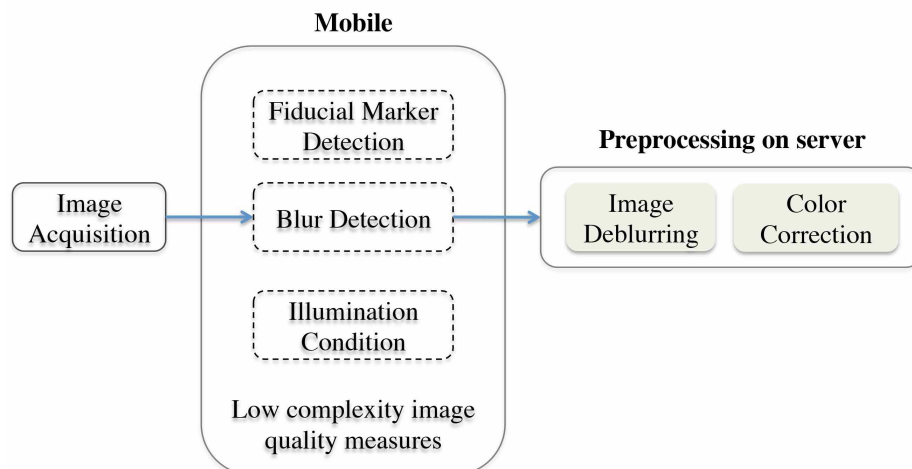 Mobile
Fiducial Marker
Detection
Preprocessing on server
Image
Acquisition
Blur Detection
Image
Deblurring
Color
Correction
Illumination
Condition
Low complexity image
quality measures